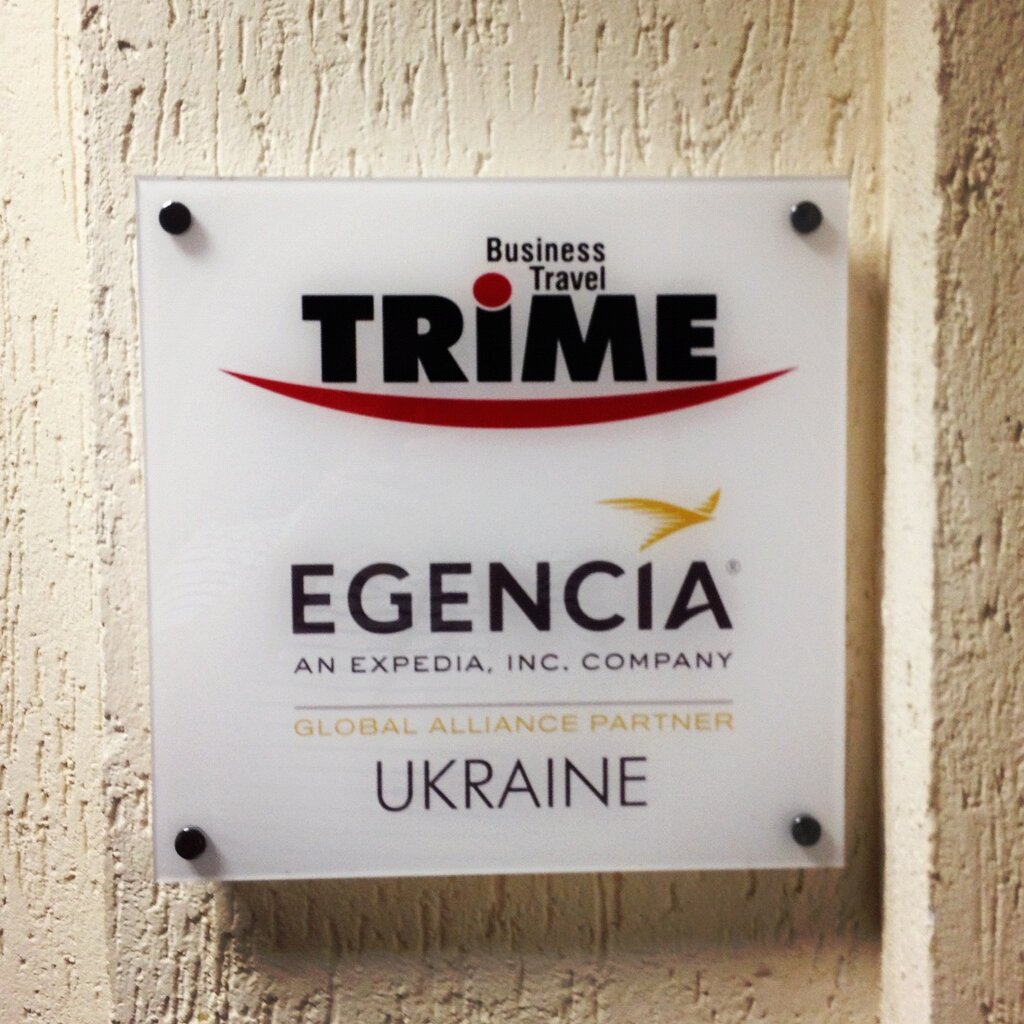 Business
Travel
TRiME
EGENCIA®
AN EXPEDIA, INC. COMPANY
GLOBAL ALLIANCE PARTNER
UKRAINE